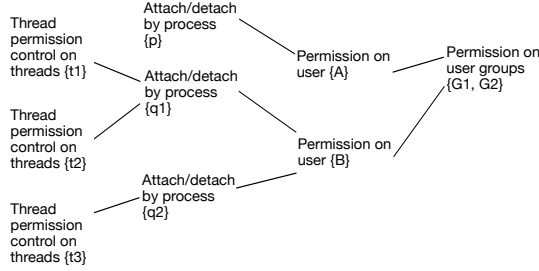 Thread
permission
control on
threads {t1}
Thread
permission
control on
threads {t2}
Thread
permission
control on
threads {t3}
Attach/detach
by process
{p}
Attach/detach
by process
{q1}
Attach/detach
by process
{q2}
Permission on
user {A}
Permission on
user {B}
Permission on
user groups
{G1, G2}